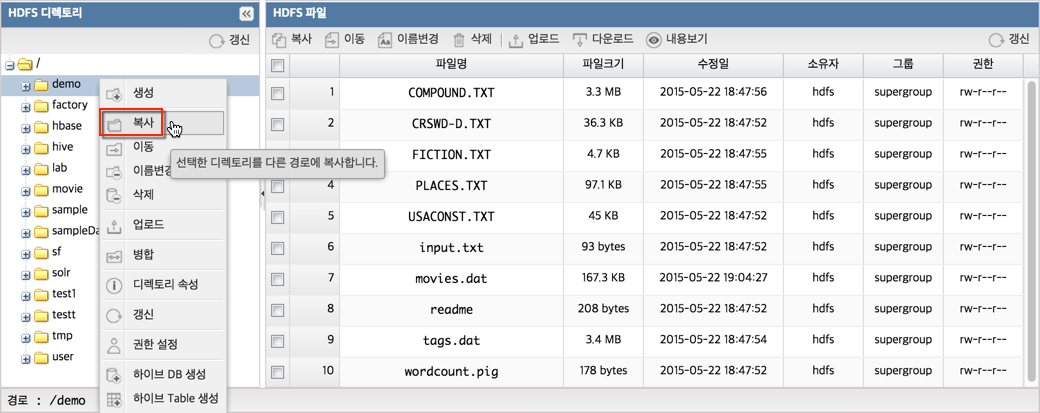 HDFS 디렉토리
갱신
/
demo
factory
hbase
hive
lab
movie
sample
sampleDa
sf
solr
test1
testt
tmp
user
경로 : /demo
생성
복사
이동
이름변경
삭제
업로드
병합
디렉토리 속성
갱신
권한 설정
하이브 DB 생성
하이브 Table 생성
선택한 디렉토리를 다른 경로에 복사합니다.
HDFS 파일
복사 이동 이름변경 삭제 업로드 다운로드 내용보기 갱신
파일명 파일크기 수정일 소유자 그룹 권한
1 COMPOUND.TXT 3.3 MB 2015-05-22 18:47:56 hdfs supergroup rw-r--r--
2 CRSWD-D.TXT 36.3 KB 2015-05-22 18:47:52 hdfs supergroup rw-r--r--
FICTION.TXT 4.7 KB 2015-05-22 18:47:55 hdfs supergroup rw-r--r--
4 PLACES.TXT 97.1 KB 2015-05-22 18:47:55 hdfs supergroup rw-r--r--
5 USACONST.TXT 45 KB 2015-05-22 18:47:52 hdfs supergroup rw-r--r--
6 input.txt 93 bytes 2015-05-22 18:47:52 hdfs supergroup rw-r--r--
7 movies.dat 167.3 KB 2015-05-22 19:04:27 hdfs supergroup rw-r--r--
8 readme 208 bytes 2015-05-22 18:47:52 hdfs supergroup rw-r--r--
9 tags.dat 3.4 MB 2015-05-22 18:47:54 hdfs supergroup rw-r--r--
10 wordcount.pig 178 bytes 2015-05-22 18:47:52 hdfs supergroup rw-r--r--